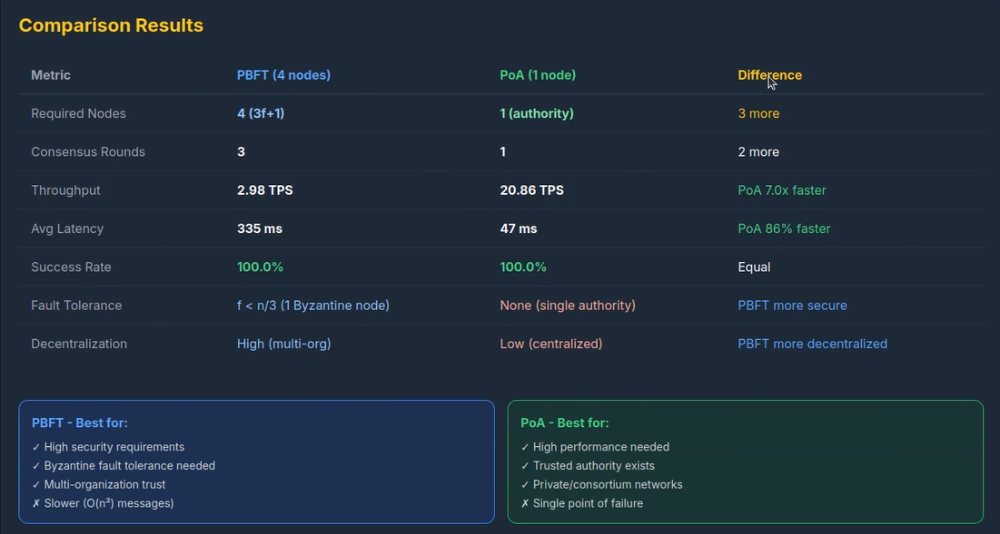 Comparison Results
Metric PBFT (4 nodes) PoA (1 node) Difference
Required Nodes 4 (3f+1) 1 (authority) 3 more
Consensus Rounds 3 1 2 more
Throughput 2.98 TPS 20.86 TPS PoA 7.0x faster
Avg Latency 335 ms 47 ms PoA 86% faster
Success Rate 100.0% 100.0% Equal
Fault Tolerance f < n/3 (1 Byzantine node) None (single authority) PBFT more secure
Decentralization High (multi-org) Low (centralized) PBFT more decentralized
PBFT - Best for:
✓ High security requirements
✓ Byzantine fault tolerance needed
✓ Multi-organization trust
✗ Slower (O(n²) messages)
PoA - Best for:
✓ High performance needed
✓ Trusted authority exists
✓ Private/consortium networks
✗ Single point of failure